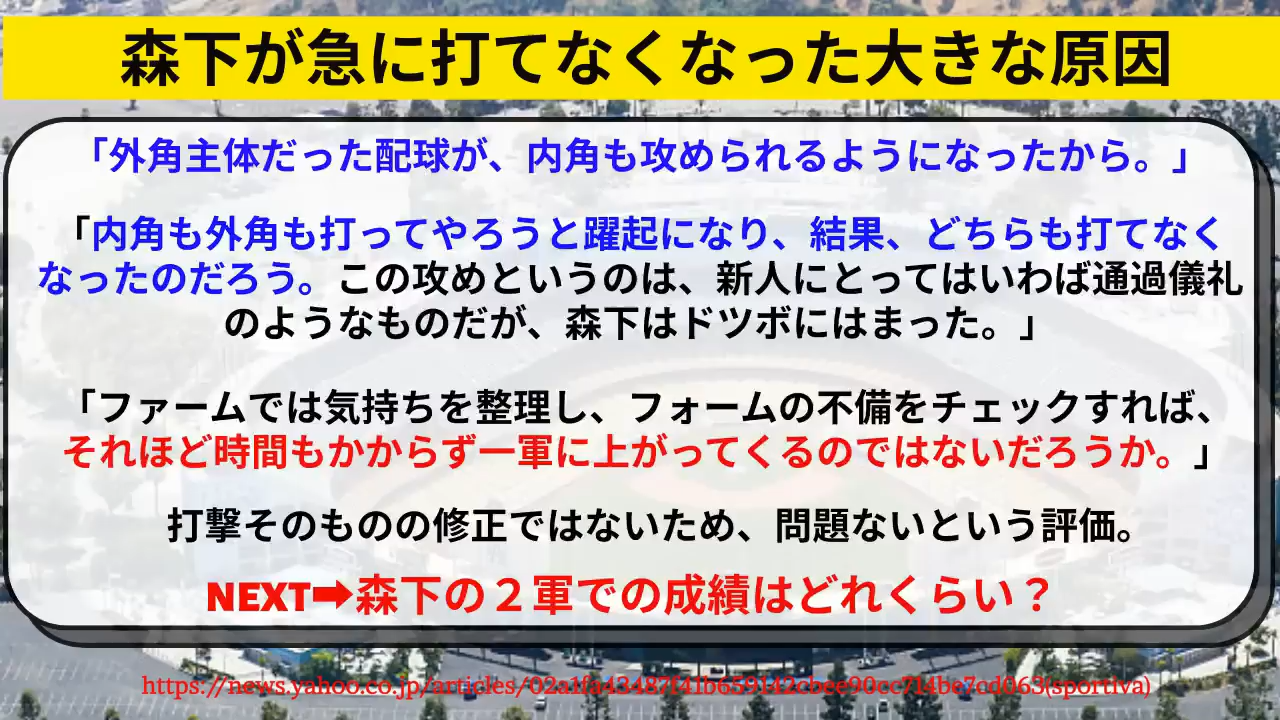 森下が急に打てなくなった大きな原因
「外角主体だった配球が、内角も攻められるようになったから。」
「内角も外角も打ってやろうと躍起になり、結果、どちらも打てなく
なったのだろう。この攻めというのは、新人にとってはいわば通過儀礼
のようなものだが、森下はドツボにはまった。」
「ファームでは気持ちを整理し、フォームの不備をチェックすれば、
それほど時間もかからず一軍に上がってくるのではないだろうか。」
打撃そのものの修正ではないため、問題ないという評価。
NEXT➡森下の２軍での成績はどれくらい？
https://news.yahoo.co.jp/articles/02a1fa43487f41b659142cbee90cc714be7cd063(sportiva)